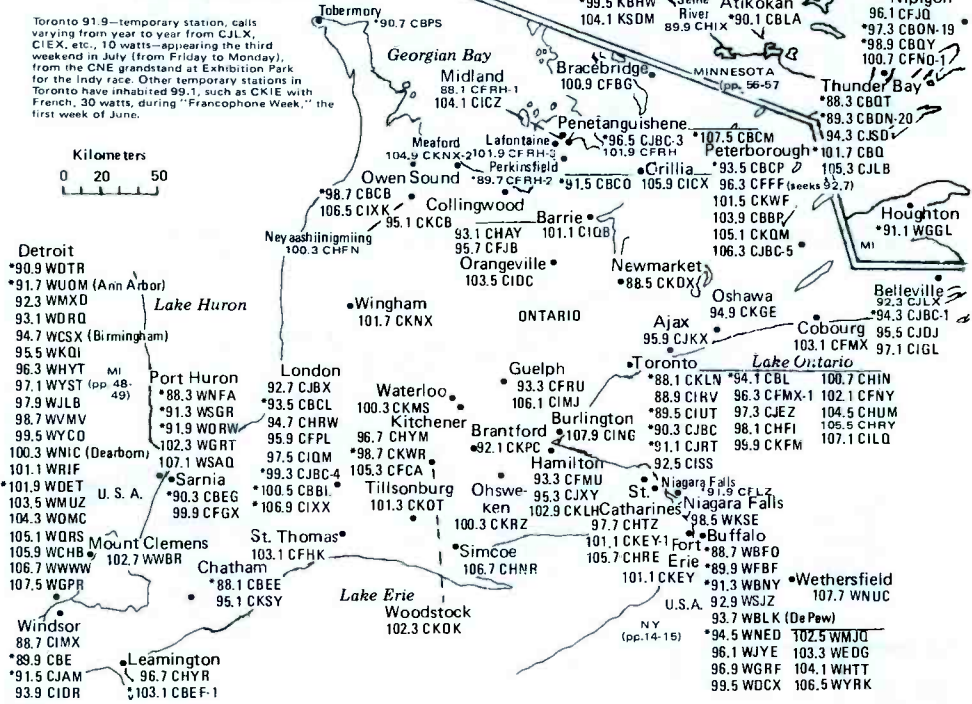 Toronto 91.9—temporary station, calls
varying from year to year from CJLX,
CIEX, etc., 10 watts—appearing the third
weekend in July (from Friday to Monday),
from the CNE grandstand at Exhibition Park
for the Indy race. Other temporary stations in
Toronto have inhabited 99.1, such as CKIE with
French, 30 watts, during "Francophone Week," the
first week of June.
Kilometers
0 20 50
Tobermory
*90.7 CBPS
Georgian Bay
Midland
88.1 CFRH-1
104.1 CICZ
Bracebridge
100.9 CFBG
*99.5 KBHW
104.1 KSDM
River
89.9 CHIX
Atikokan
*90.1 CBLA
Nipigon
96.1 CFJQ
*97.3 CBON-19
*98.9 CBQY
100.7 CFNO-1
MINNESOTA
(pp. 56-57
Thunder Bay
*88.3 CBQT
*89.3 CBDN-20
94.3 CJSD
*101.7 CBQ
105.3 CJLB
Penetanguishene
*96.5 CJBC-3
101.9 CFRH
Meaford
104.9 CKNX-2
Lafontaine
101.9 CFRH-3
Perkinsfield
*89.7 CFRH-2
*107.5 CBCM
*91.5 CBCO
Orillia
105.9 CICX
Peterborough
*93.5 CBCP
96.3 CFFF (seeks 92.7)
101.5 CKWF
103.9 CBBP
105.1 CKQM
106.3 CJBC-5
Houghton
*91.1 WGGL
MI
Owen Sound
*98.7 CBCB
106.5 CIXK
Collingwood
95.1 CKCB
Neyaashiinigmiing
100.3 CHFN
Barrie
93.1 CHAY
95.7 CFJB
101.1 CIQB
Orangeville
103.5 CIDC
Newmarket
*88.5 CKDX
Belleville
92.3 CJLX
*94.3 CJBC-1
95.5 CJOJ
97.1 CIGL
Oshawa
94.9 CKGE
Cobourg
103.1 CFMX
Ajax
95.9 CJKX
ONTARIO
Wingham
101.7 CKNX
Lake Huron
Detroit
*90.9 WDTR
*91.7 WUOM (Ann Arbor)
92.3 WMXD
93.1 WDRQ
94.7 WCSX (Birmingham)
95.5 WKQI
96.3 WHYT
97.1 WYST
97.9 WJLB
98.7 WVMV
99.5 WYCD
100.3 WNIC (Dearborn)
101.1 WRIF
*101.9 WDET
103.5 WMUZ
104.3 WOMC
105.1 WQRS
105.9 WCHB
106.7 WWWW
107.5 WGPR
MI
(pp. 48-
49)
U. S. A.
Port Huron
*88.3 WNFA
*91.3 WSGR
*91.9 WORW
102.3 WGRT
107.1 WSAQ
Sarnia
*90.3 CBEG
99.9 CFGX
London
92.7 CJBX
*93.5 CBCL
94.7 CHRW
95.9 CFPL
97.5 CIQM
*99.3 CJBC-4
*100.5 CBBL
*106.9 CIXX
Waterloo
100.3 CKMS
Kitchener
96.7 CHYM
*98.7 CKWR
105.3 CFCA
Guelph
93.3 CFRU
106.1 CIMJ
Brantford
92.1 CKPC
Burlington
107.9 CING
Hamilton
93.3 CFMU
95.3 CJXY
102.9 CKLH
Toronto
*88.1 CKLN
88.9 CIRV
*89.5 CIUT
*90.3 CJBC
*91.1 CJRT
92.5 CISS
*94.1 CBL
96.3 CFMX-1
97.3 CJEZ
98.1 CHFI
99.9 CKFM
100.7 CHIN
102.1 CFNY
104.5 CHUM
105.5 CHRY
107.1 CILQ
Lake Ontario
Tillsonburg
101.3 CKOT
Ohswe-
ken
100.3 CKRZ
St.
Catharines
97.7 CHTZ
101.1 CKEY-1
105.7 CHRE
Niagara Falls
*91.9 CFLZ
Niagara Falls
98.5 WKSE
Fort
Erie
101.1 CKEY
Buffalo
*88.7 WBFO
*89.9 WFBF
*91.3 WBNY
92.9 WSJZ
93.7 WBLK (DePew)
*94.5 WNED
96.1 WJYE
96.9 WGRF
99.5 WDCX
102.5 WMJQ
103.3 WEDG
104.1 WHTT
106.5 WYRK
Wethersfield
107.7 WNUC
U.S.A.
NY
(pp.14-15)
Mount Clemens
102.7 WWBR
St. Thomas
103.1 CFHK
Simcoe
106.7 CHNR
Chatham
*88.1 CBEE
95.1 CKSY
Lake Erie
Woodstock
102.3 CKDK
Windsor
88.7 CIMX
*89.9 CBE
*91.5 CJAM
93.9 CIDR
Leamington
96.7 CHYR
*103.1 CBEF-1